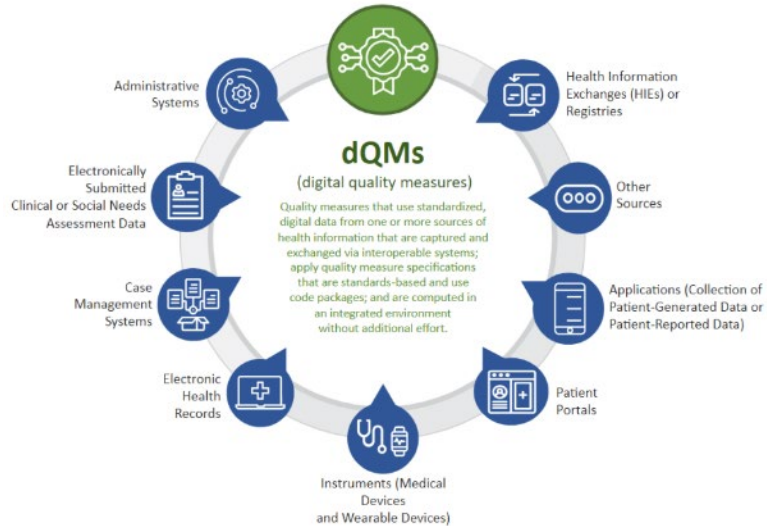 dQMs
(digital quality measures)
Quality measures that use standardized,
digital data from one or more sources of
health information that are captured and
exchanged via interoperable systems;
apply quality measure specifications
that are standards-based and use
code packages; and are computed in
an integrated environment
without additional effort.
Health Information
Exchanges (HIEs) or
Registries
Other
Sources
Applications (Collection of
Patient-Generated Data or
Patient-Reported Data)
Patient
Portals
Instruments (Medical
Devices
and Wearable Devices)
Electronic
Health
Records
Case
Management
Systems
Electronically
Submitted
Clinical or Social Needs
Assessment Data
Administrative
Systems